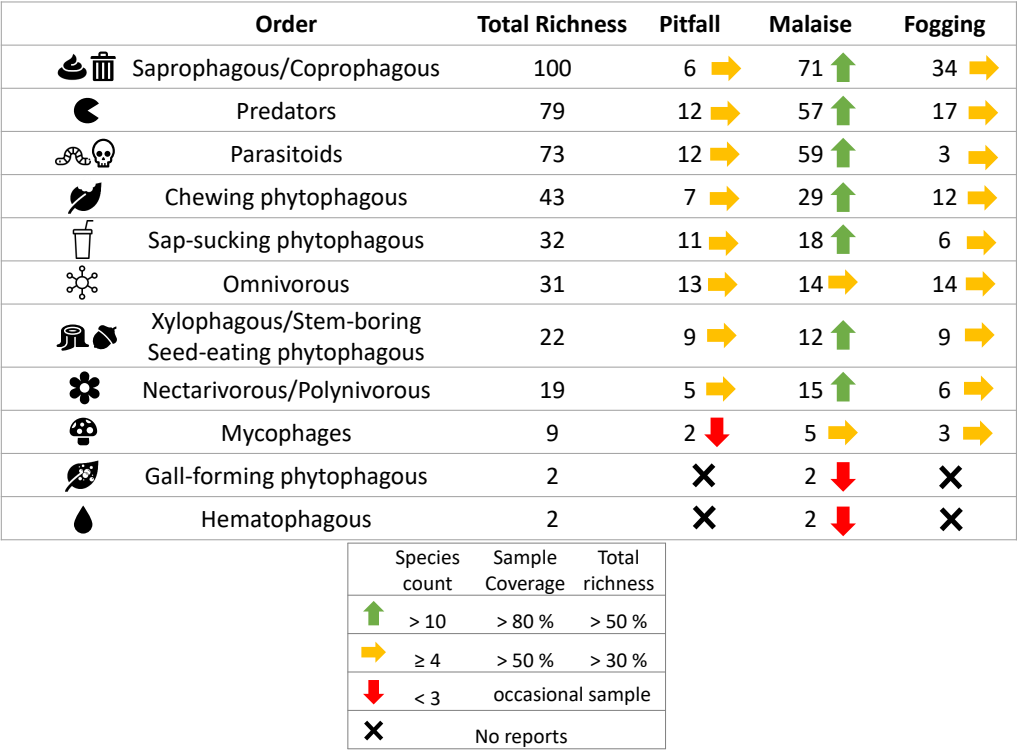 Order Total Richness Pitfall Malaise Fogging
Saprophagous/Coprophagous 100 6 71 34
Predators 79 12 57 17
Parasitoids 73 12 59 3
Chewing phytophagous 43 7 29 12
Sap-sucking phytophagous 32 11 18 6
Omnivorous 31 13 14 14
Xylophagous/Stem-boring
Seed-eating phytophagous 22 9 12 9
Nectarivorous/Polynivorous 19 5 15 6
Mycophages 9 2 5 3
Gall-forming phytophagous 2 2
Hematophagous 2 2
Species Sample Total
count Coverage richness
> 10 > 80 % > 50 %
≥ 4 > 50 % > 30 %
< 3 occasional sample
No reports